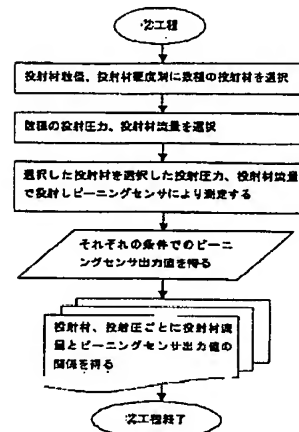 ②工程
投射材粒径、投射材硬度別に数種の投射材を選択
数種の投射圧力、投射材流量を選択
選択した投射材を選択した投射圧力、投射材流量
で投射しピーニングセンサにより測定する
それぞれの条件でのピーニ
ングセンサ出力値を得る
投射材、投射圧ごとに投射材流
量とピーニングセンサ出力値の
関係を得る
②工程終了